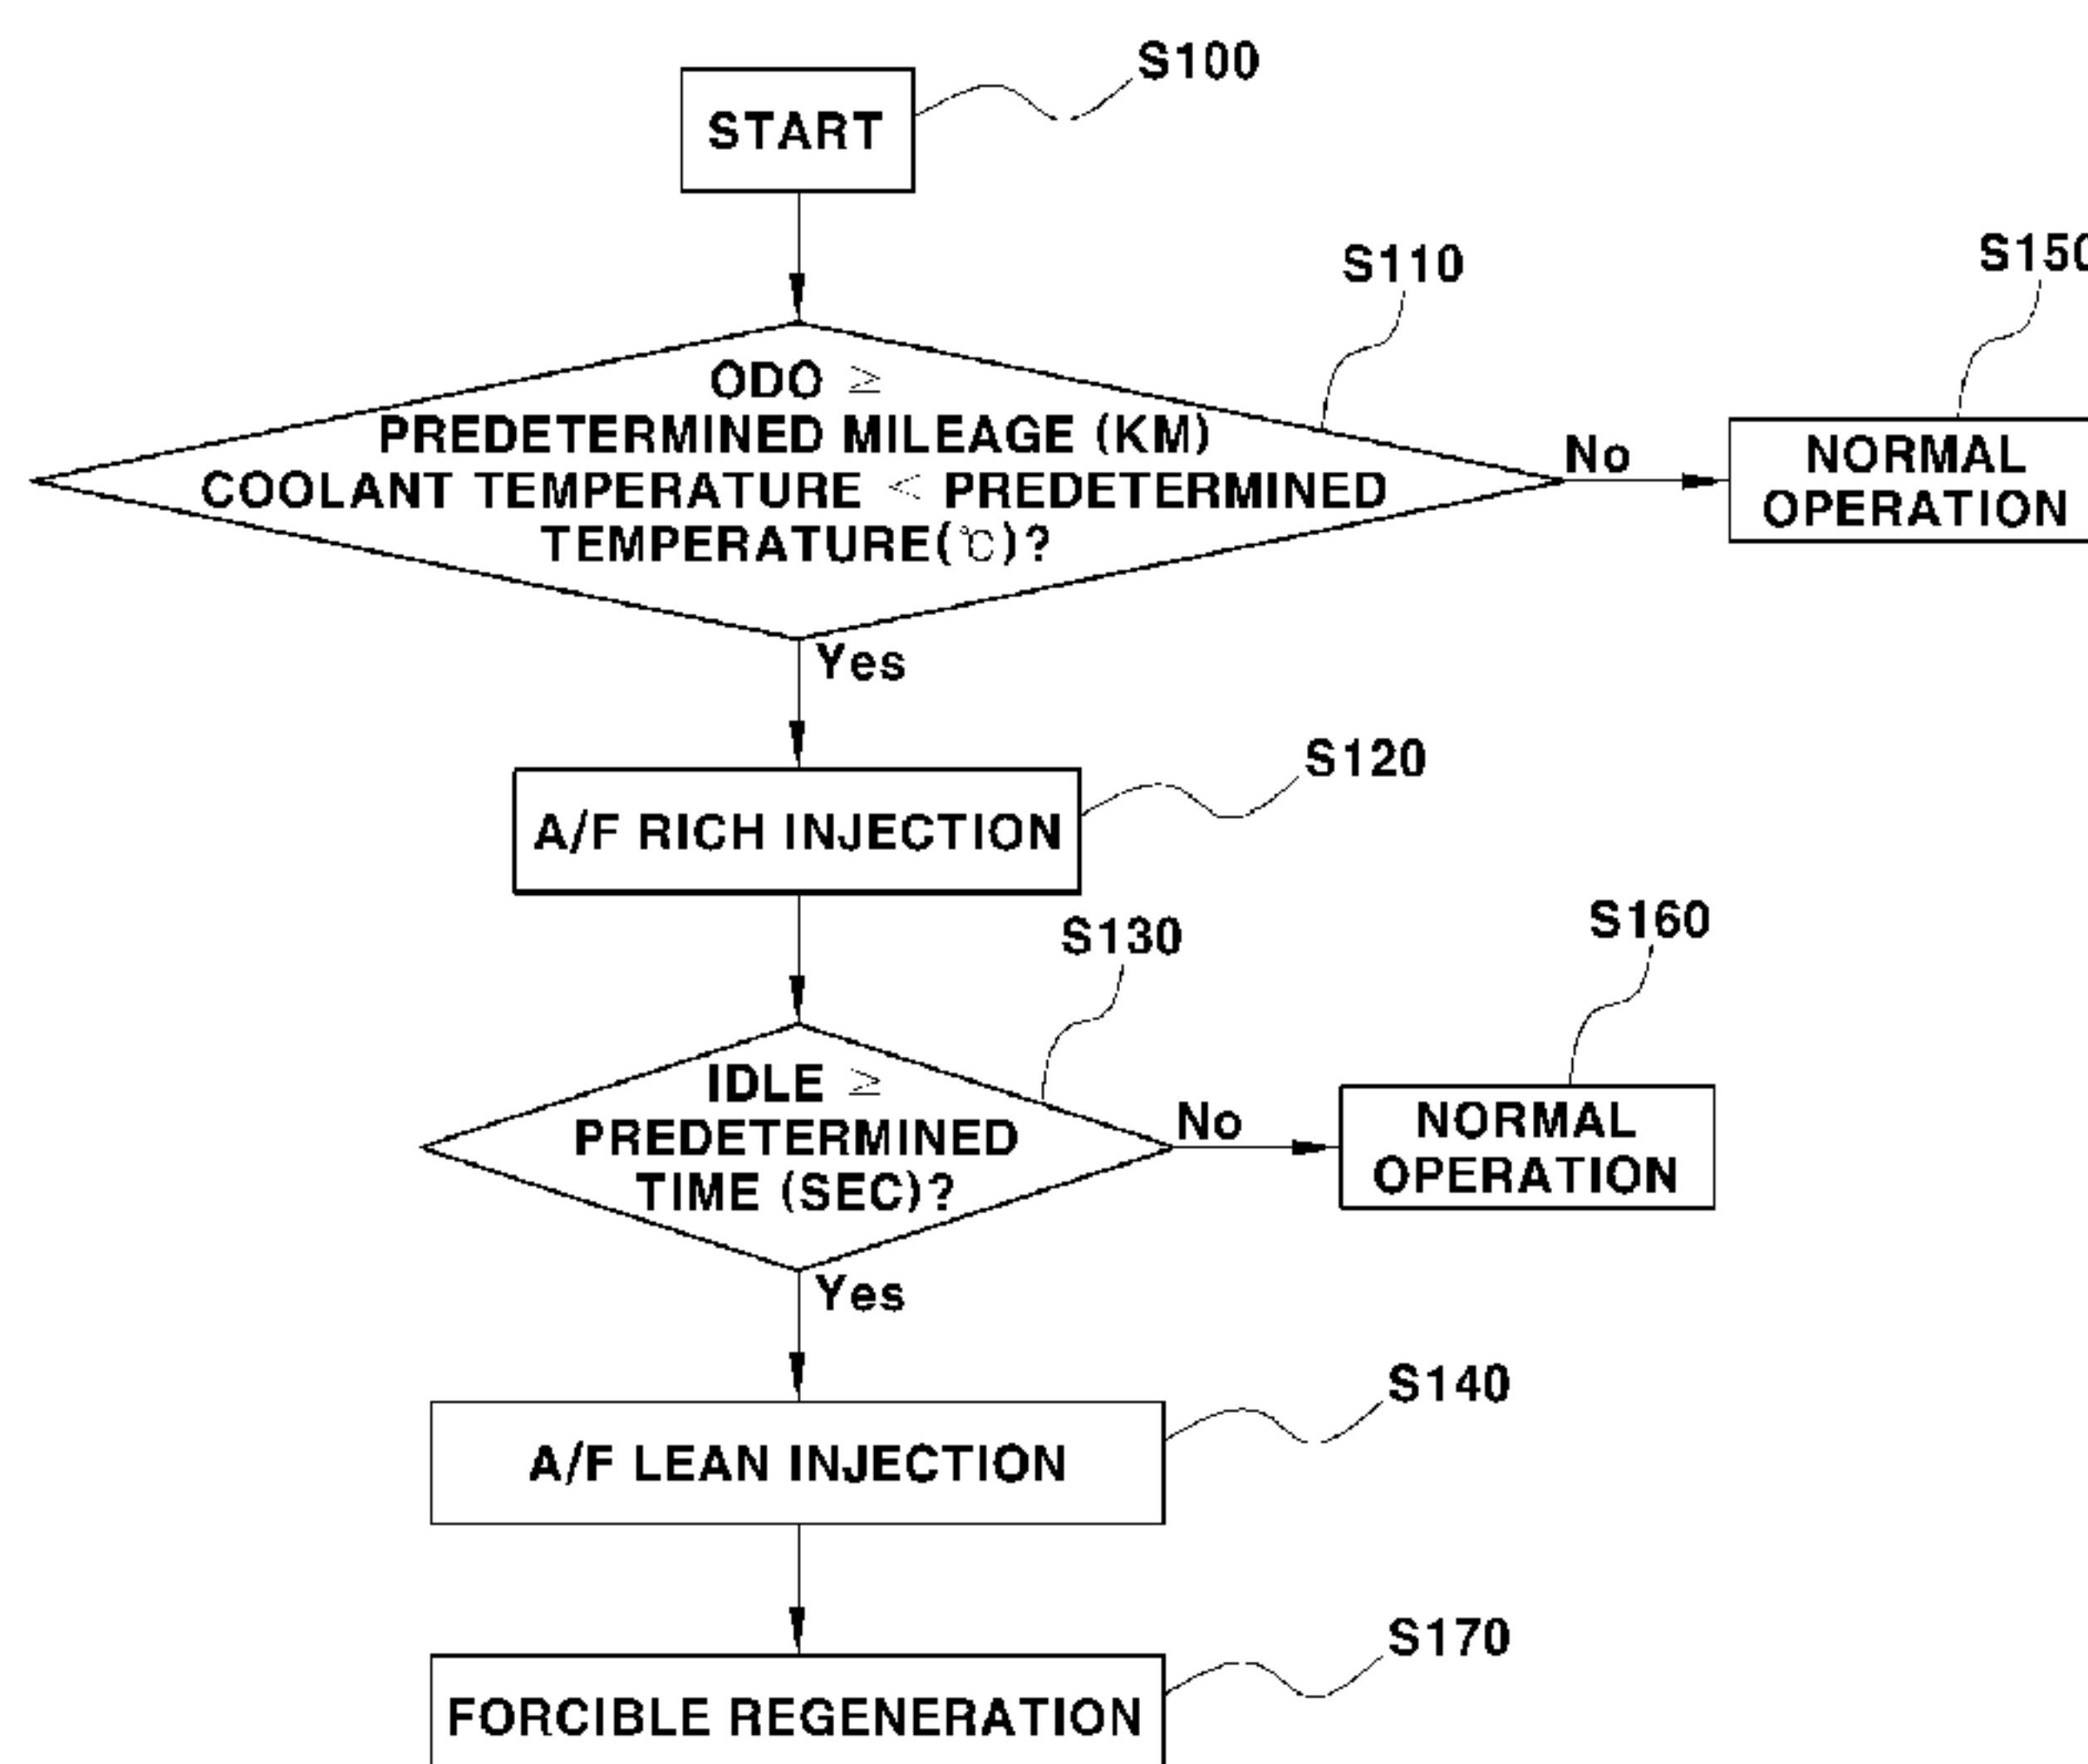 S100
START
S110
S150
ODO ≥
PREDETERMINED MILEAGE (KM)
COOLANT TEMPERATURE < PREDETERMINED
TEMPERATURE(℃)?
No
NORMAL
OPERATION
Yes
S120
A/F RICH INJECTION
S130
S160
IDLE ≥
PREDETERMINED
TIME (SEC)?
No
NORMAL
OPERATION
Yes
S140
A/F LEAN INJECTION
S170
FORCIBLE REGENERATION